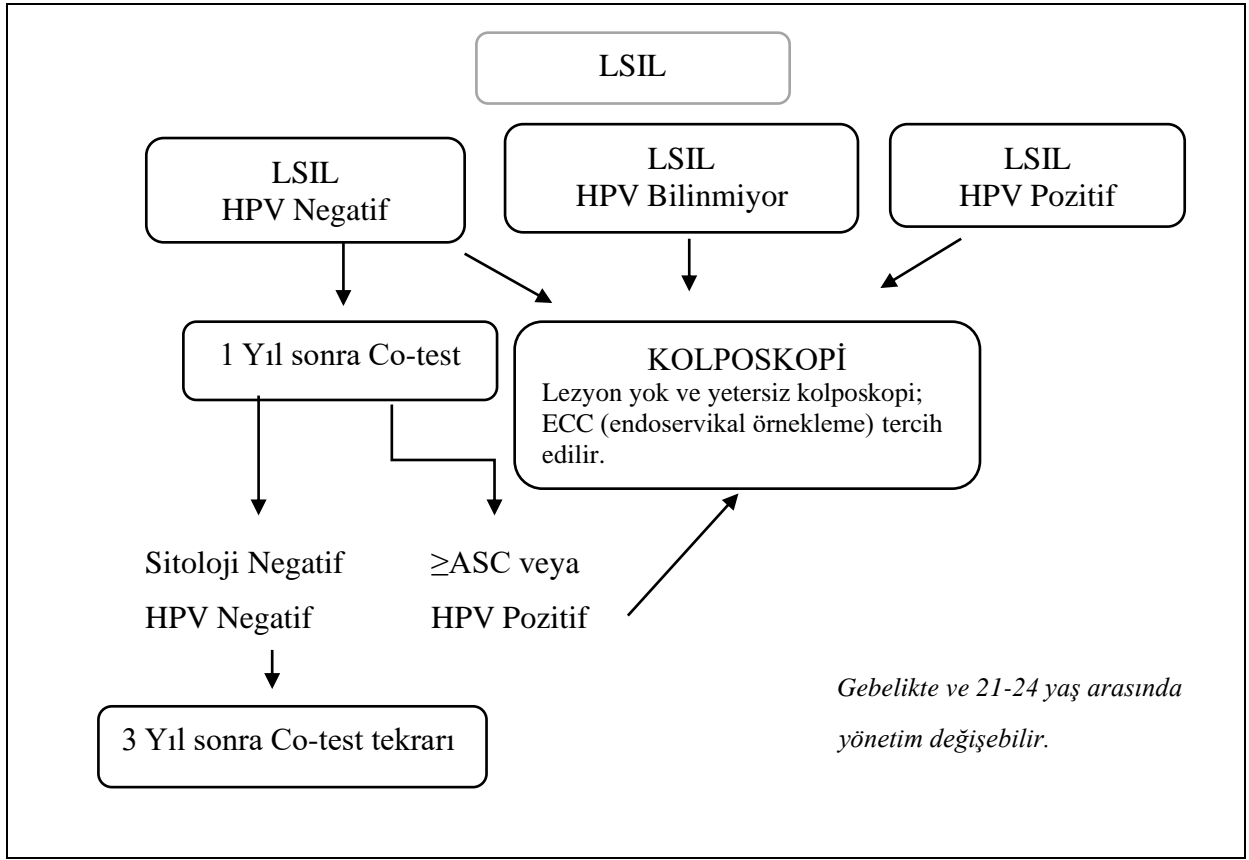 LSIL
LSIL
HPV Negatif
LSIL
HPV Bilinmiyor
LSIL
HPV Pozitif
1 Yıl sonra Co-test
KOLPOSKOPİ
Lezyon yok ve yetersiz kolposkopi;
ECC (endoservikal örnekleme) tercih
edilir.
Sitoloji Negatif
HPV Negatif
≥ASC veya
HPV Pozitif
3 Yıl sonra Co-test tekrarı
Gebelikte ve 21-24 yaş arasında
yönetim değişebilir.